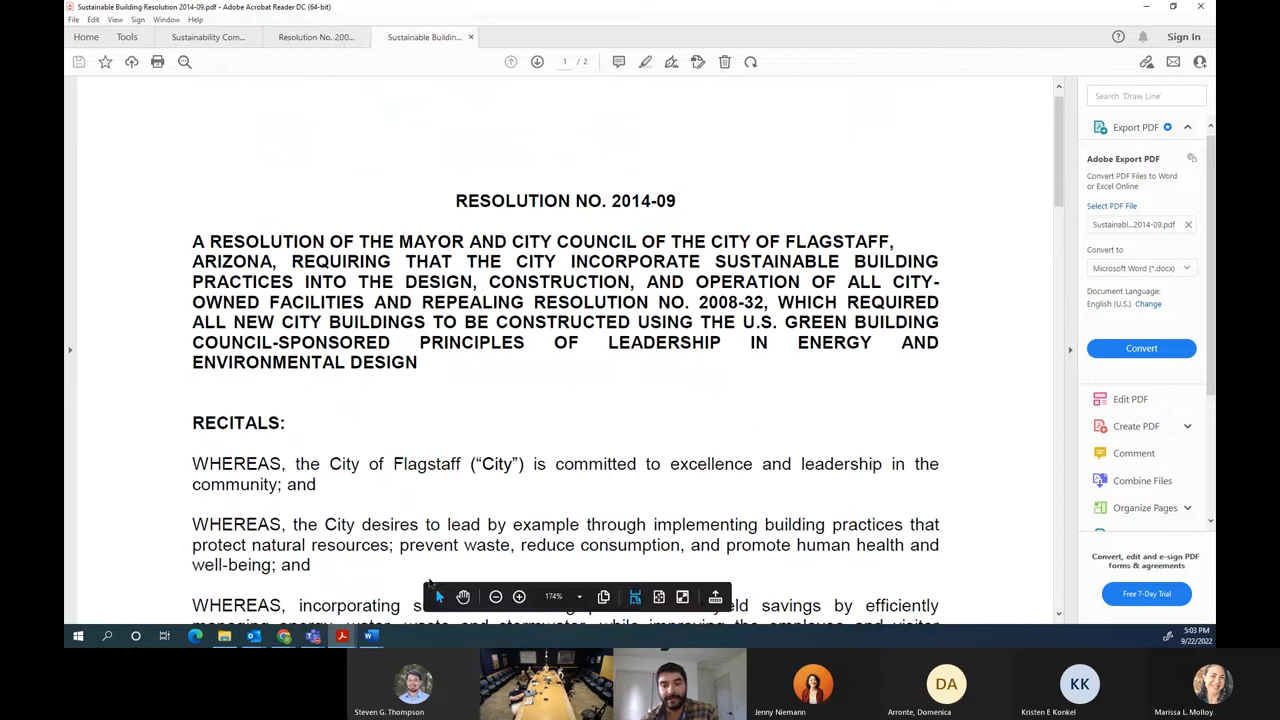 Sustainable Building Resolution 2014-09.pdf - Adobe Acrobat Reader DC (64-bit)
File Edit View Sign Window Help
Home Tools Sustainability Com... Resolution No. 200... Sustainable Buildin... ×
Sign In
1 / 2
RESOLUTION NO. 2014-09
A RESOLUTION OF THE MAYOR AND CITY COUNCIL OF THE CITY OF FLAGSTAFF,
ARIZONA, REQUIRING THAT THE CITY INCORPORATE SUSTAINABLE BUILDING
PRACTICES INTO THE DESIGN, CONSTRUCTION, AND OPERATION OF ALL CITY-
OWNED FACILITIES AND REPEALING RESOLUTION NO. 2008-32, WHICH REQUIRED
ALL NEW CITY BUILDINGS TO BE CONSTRUCTED USING THE U.S. GREEN BUILDING
COUNCIL-SPONSORED PRINCIPLES OF LEADERSHIP IN ENERGY AND
ENVIRONMENTAL DESIGN
RECITALS:
WHEREAS, the City of Flagstaff (“City”) is committed to excellence and leadership in the
community; and
WHEREAS, the City desires to lead by example through implementing building practices that
protect natural resources; prevent waste, reduce consumption, and promote human health and
well-being; and
WHEREAS, incorporating savings by efficiently
174%
Search 'Draw Line'
Export PDF
Adobe Export PDF
Convert PDF Files to Word
or Excel Online
Select PDF File
Sustainabl...2014-09.pdf
Convert to
Microsoft Word (*.docx)
Document Language:
English (U.S.) Change
Convert
Edit PDF
Create PDF
Comment
Combine Files
Organize Pages
Convert, edit and e-sign PDF
forms & agreements
Free 7-Day Trial
5:03 PM
9/22/2022
Steven G. Thompson
Jenny Niemann
DA
Arronte, Domenica
KK
Kristen E Konkel
Marissa L. Molloy